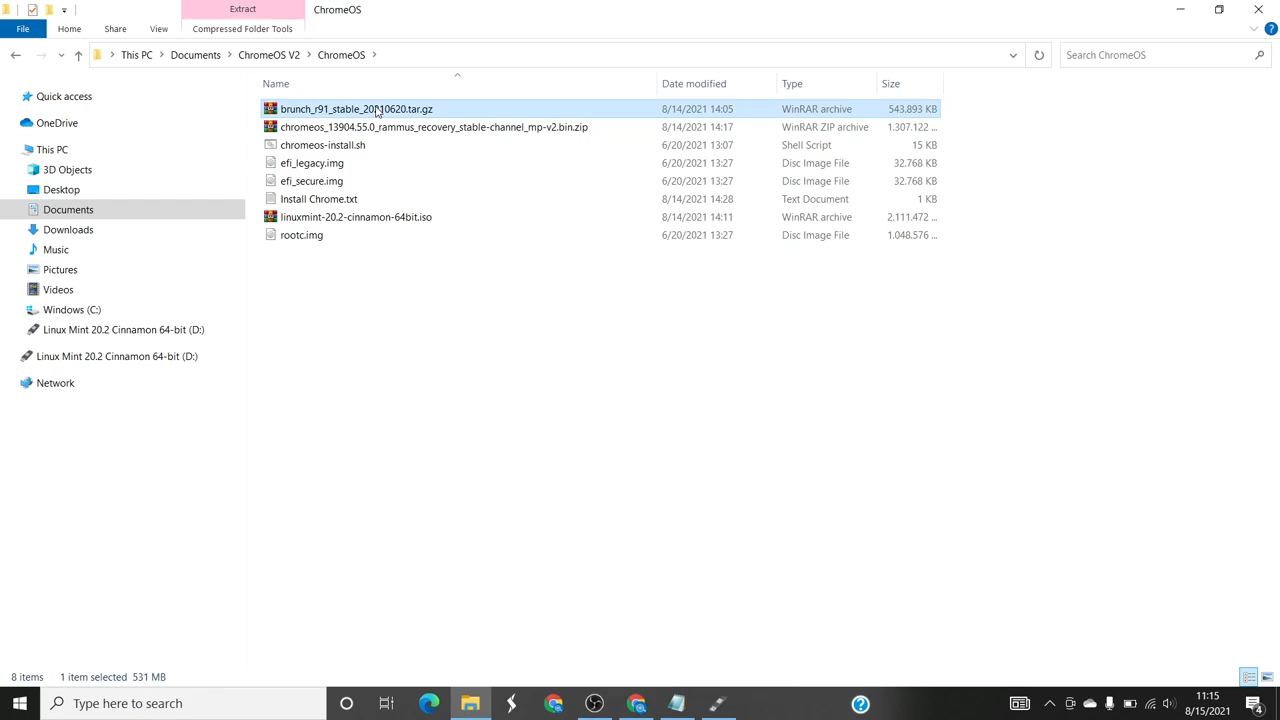 Extract
ChromeOS
File
Home
Share
View
Compressed Folder Tools
This PC
Documents
ChromeOS V2
ChromeOS
Search ChromeOS
Name
Date modified
Type
Size
brunch_r91_stable_20210620.tar.gz
8/14/2021 14:05
WinRAR archive
543.893 KB
chromeos_13904.55.0_rammus_recovery_stable-channel_mp-v2.bin.zip
8/14/2021 14:17
WinRAR ZIP archive
1.307.122 ...
chromeos-install.sh
6/20/2021 13:07
Shell Script
15 KB
efi_legacy.img
6/20/2021 13:27
Disc Image File
32.768 KB
efi_secure.img
6/20/2021 13:27
Disc Image File
32.768 KB
Install Chrome.txt
8/14/2021 14:28
Text Document
1 KB
linuxmint-20.2-cinnamon-64bit.iso
8/14/2021 14:11
WinRAR archive
2.111.472 ...
rootc.img
6/20/2021 13:27
Disc Image File
1.048.576 ...
Quick access
OneDrive
This PC
3D Objects
Desktop
Documents
Downloads
Music
Pictures
Videos
Windows (C:)
Linux Mint 20.2 Cinnamon 64-bit (D:)
Linux Mint 20.2 Cinnamon 64-bit (D:)
Network
8 items
1 item selected 531 MB
Type here to search
11:15
8/15/2021
4